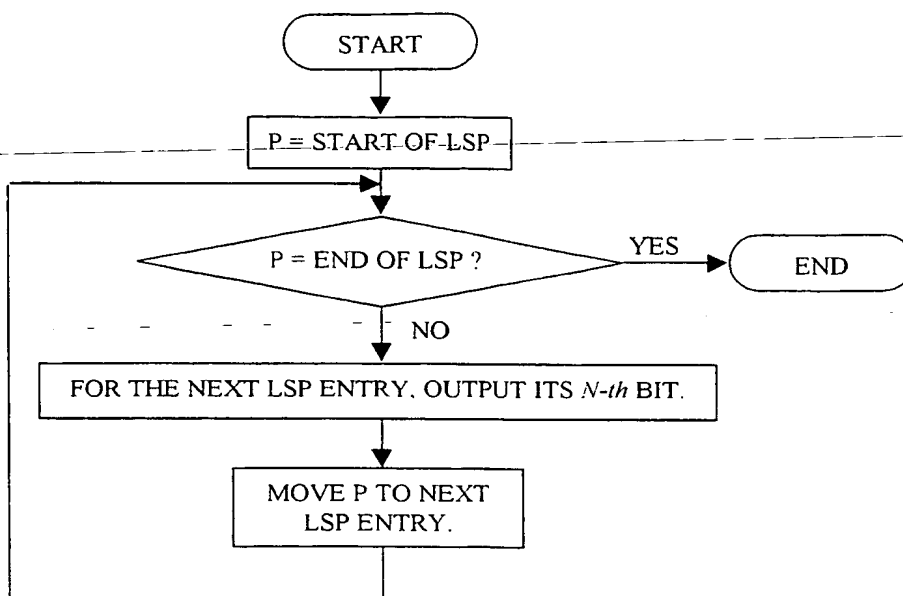 START
P = START OF LSP
P = END OF LSP ?
YES
END
NO
FOR THE NEXT LSP ENTRY, OUTPUT ITS N-th BIT.
MOVE P TO NEXT
LSP ENTRY.